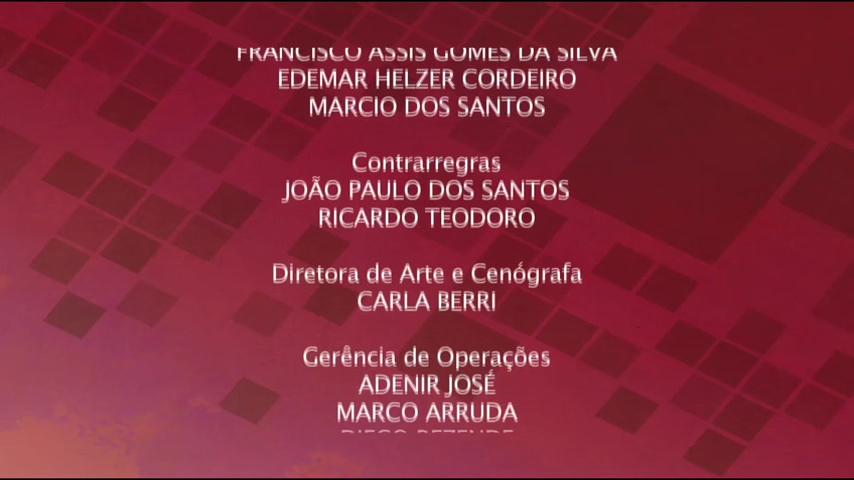 FRANCISCO ASSIS GOMES DA SILVA
EDEMAR HELZER CORDEIRO
MARCIO DOS SANTOS
Contrarregras
JOÃO PAULO DOS SANTOS
RICARDO TEODORO
Diretora de Arte e Cenógrafa
CARLA BERRI
Gerência de Operações
ADENIR JOSÉ
MARCO ARRUDA